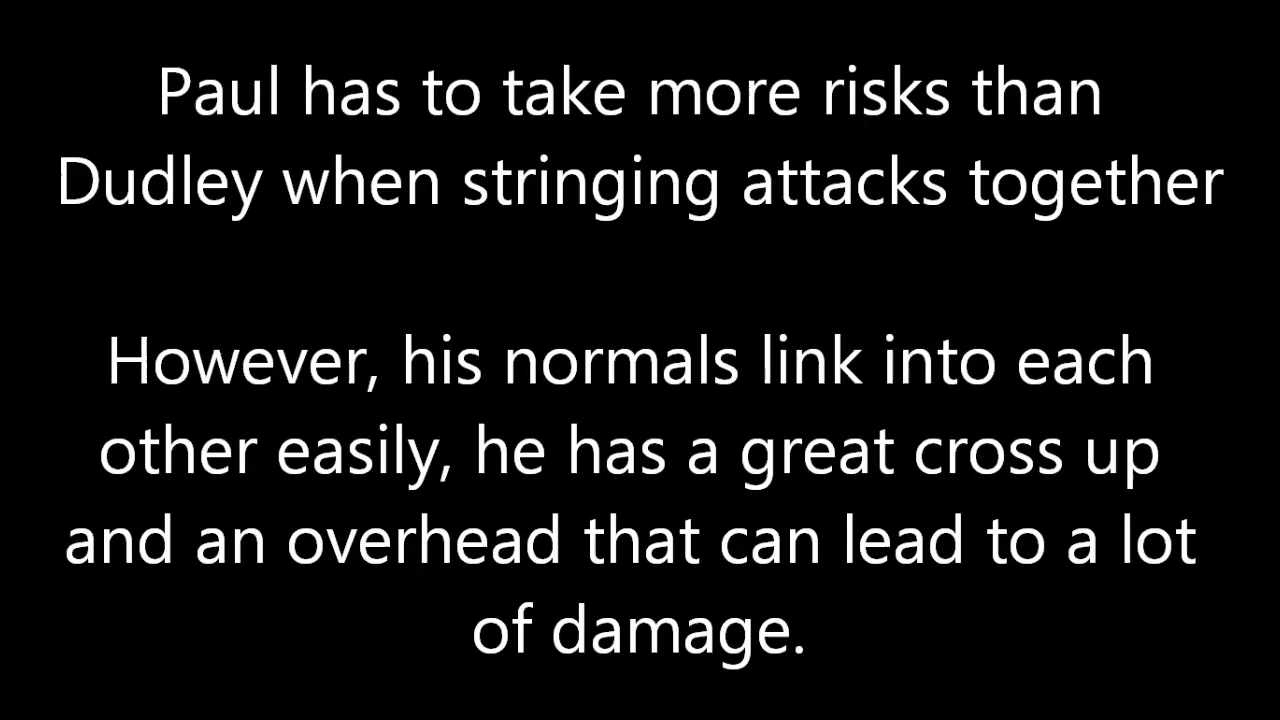 Paul has to take more risks than
Dudley when stringing attacks together
However, his normals link into each
other easily, he has a great cross up
and an overhead that can lead to a lot
of damage.